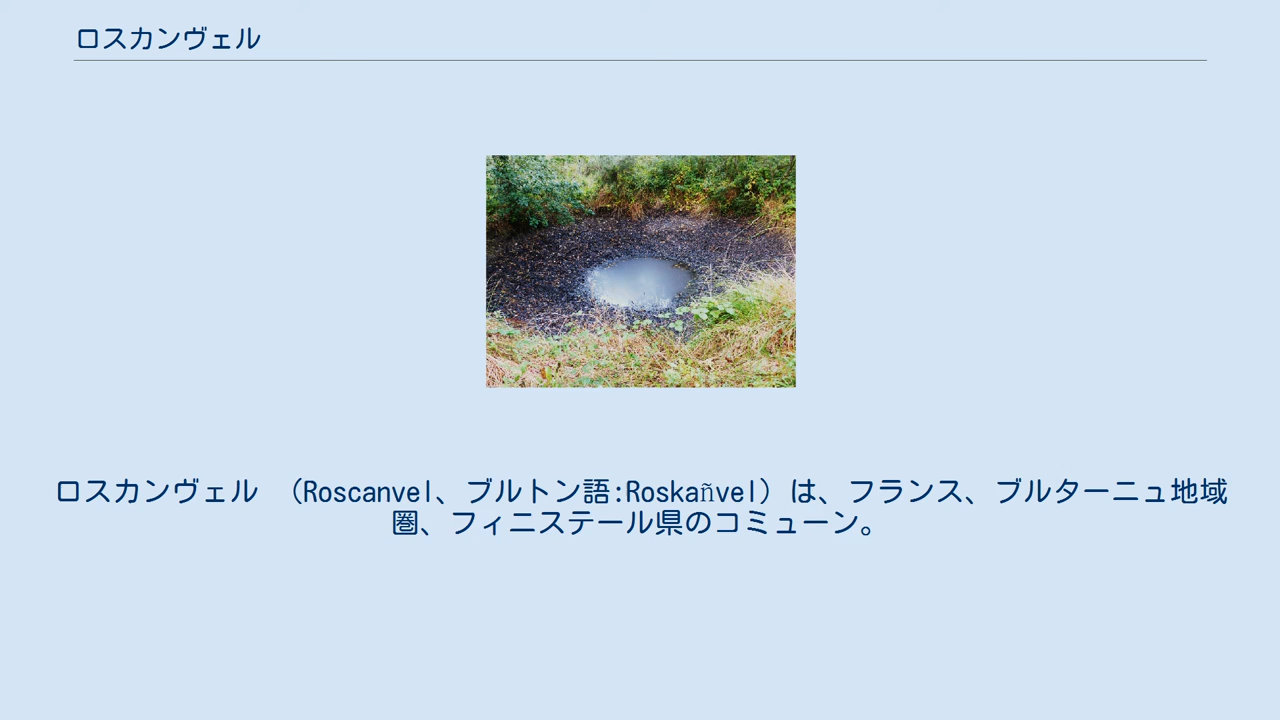 ロスカンヴェル
ロスカンヴェル （Roscanvel、ブルトン語:Roskañvel）は、フランス、ブルターニュ地域
圏、フィニステール県のコミューン。